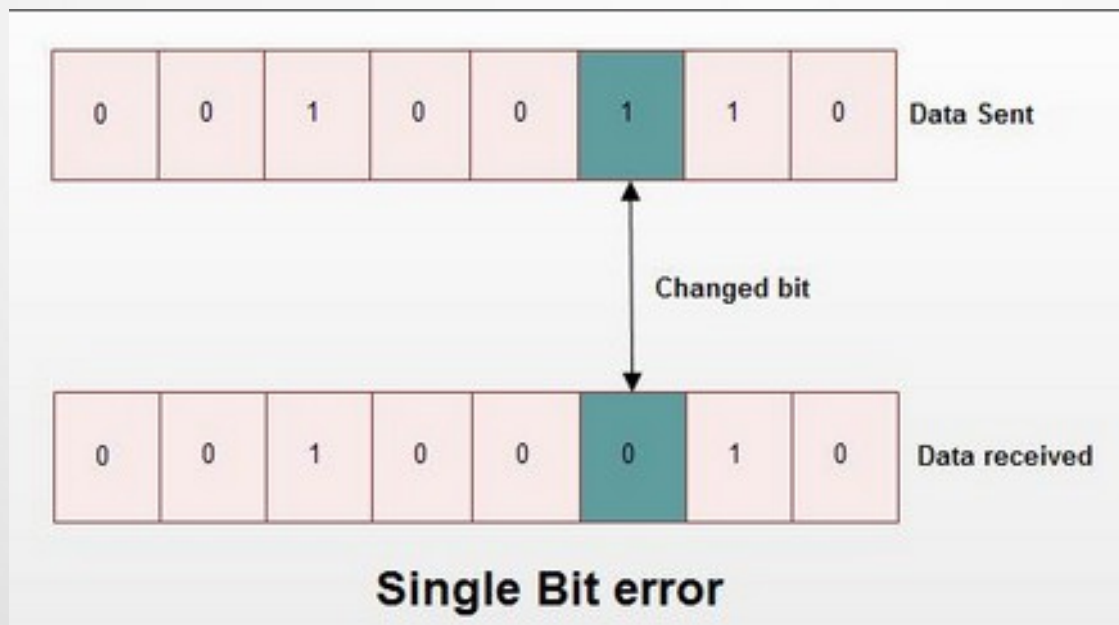 0 0 1 0 0 1 1 0 Data Sent
Changed bit
0 0 1 0 0 0 1 0 Data received
Single Bit error